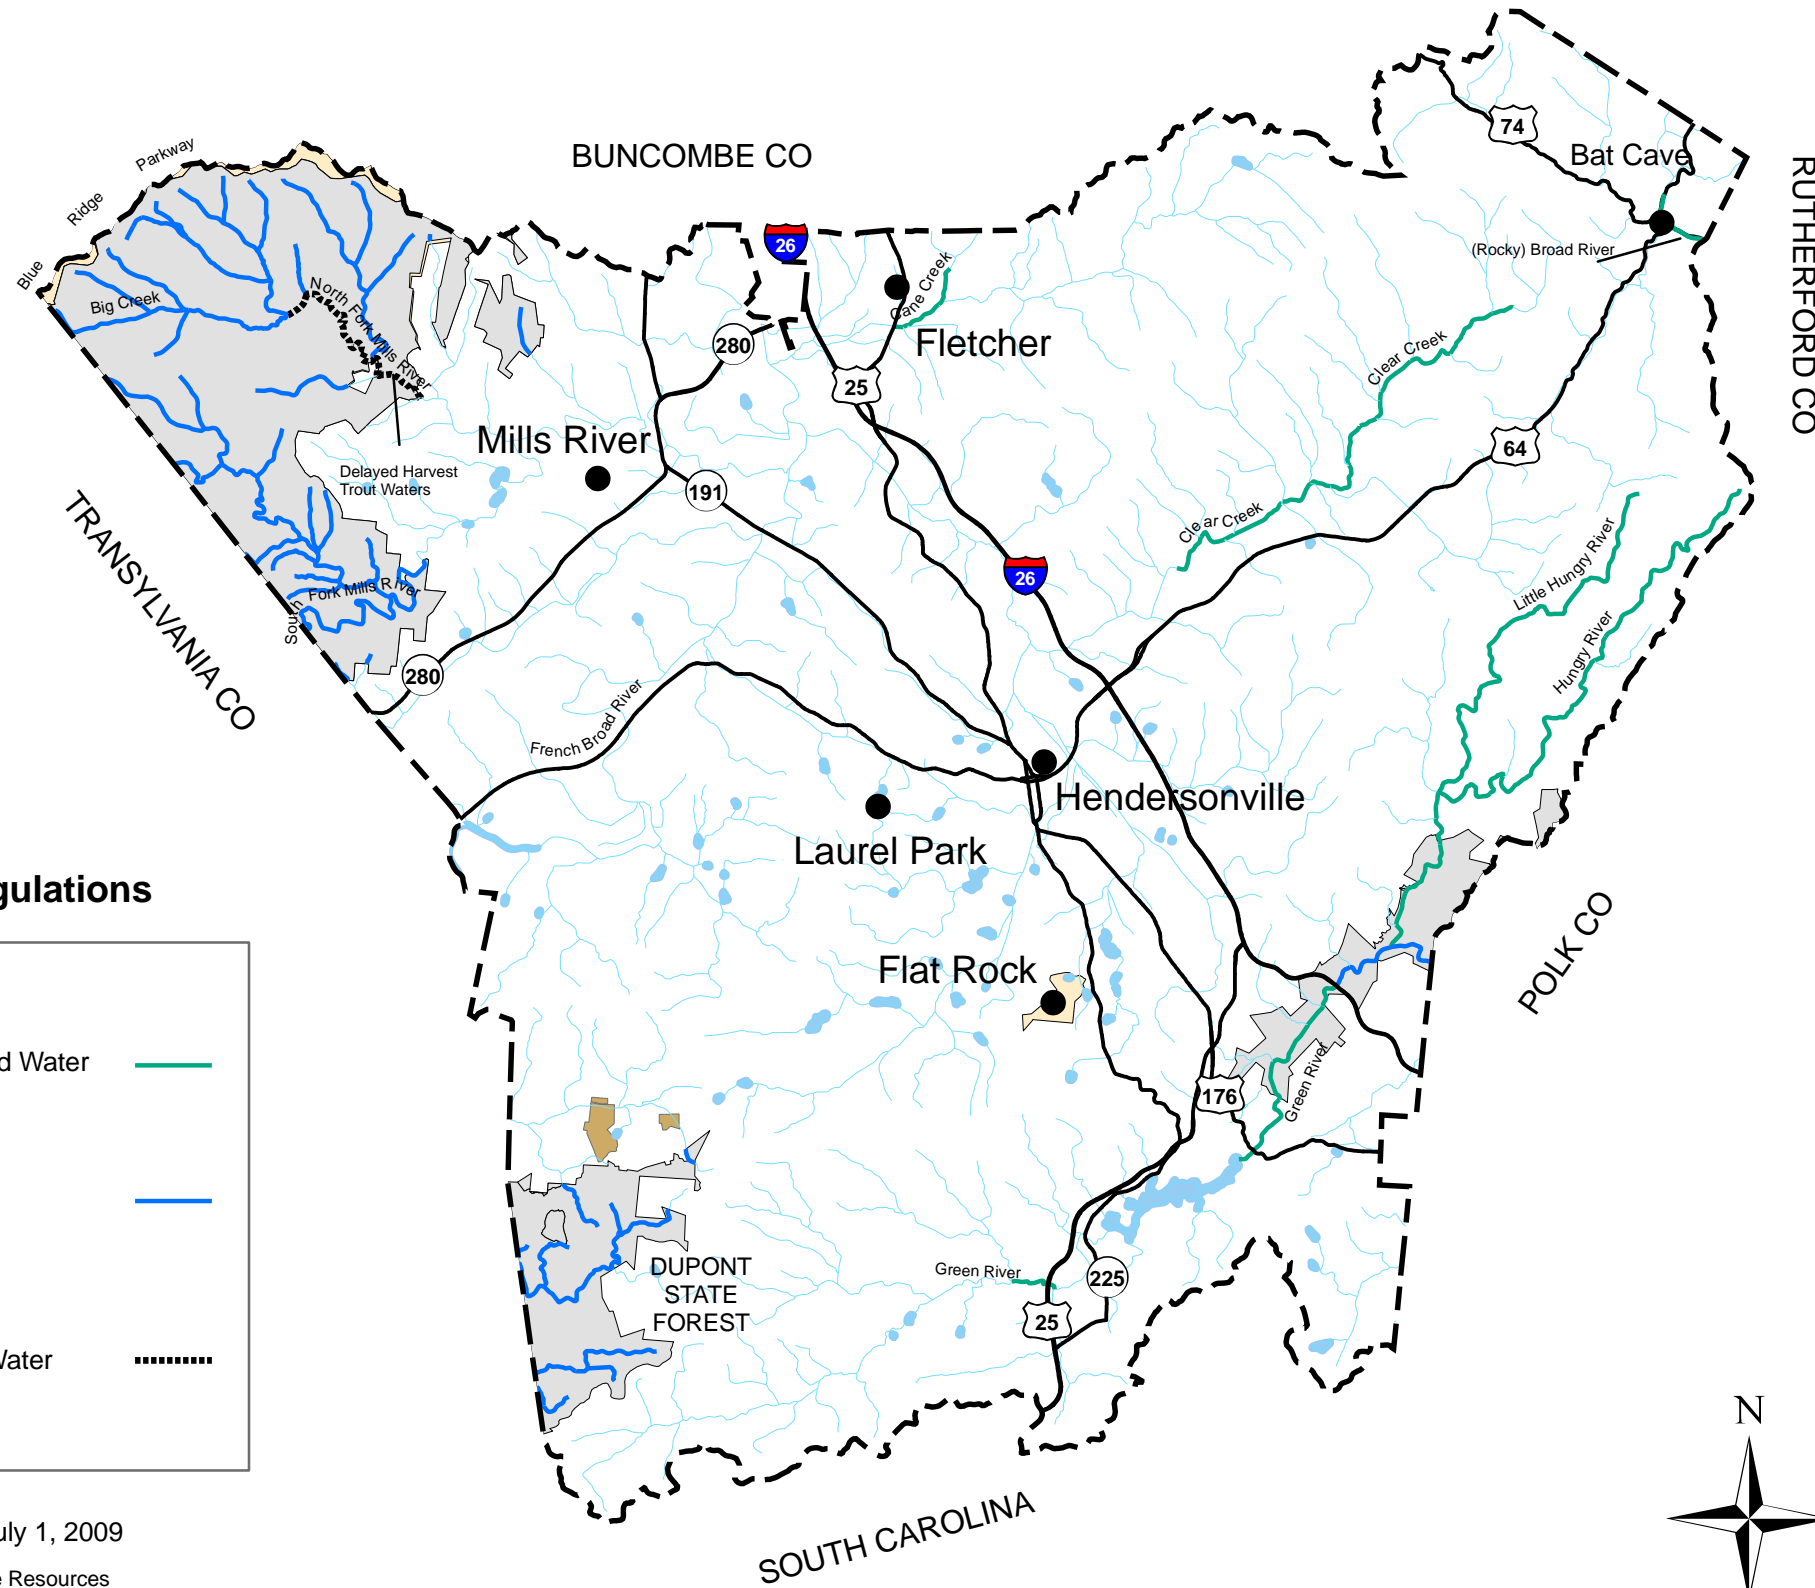 BUNCOMBE CO
RUTHERFORD CO
74
Bat Cave
(Rocky) Broad River
Blue
Ridge
Parkway
26
Cane Creek
Fletcher
Big Creek
North Fork Mills River
280
25
Clear Creek
64
Mills River
Delayed Harvest
Trout Waters
191
Clear Creek
26
Little Hungry River
Hungry River
TRANSYLVANIA CO
South
Fork Mills River
280
French Broad River
Hendersonville
Laurel Park
gulations
Flat Rock
POLK CO
d Water
176
Green River
DUPONT
STATE
FOREST
Green River
225
25
Water
N
uly 1, 2009
e Resources
SOUTH CAROLINA